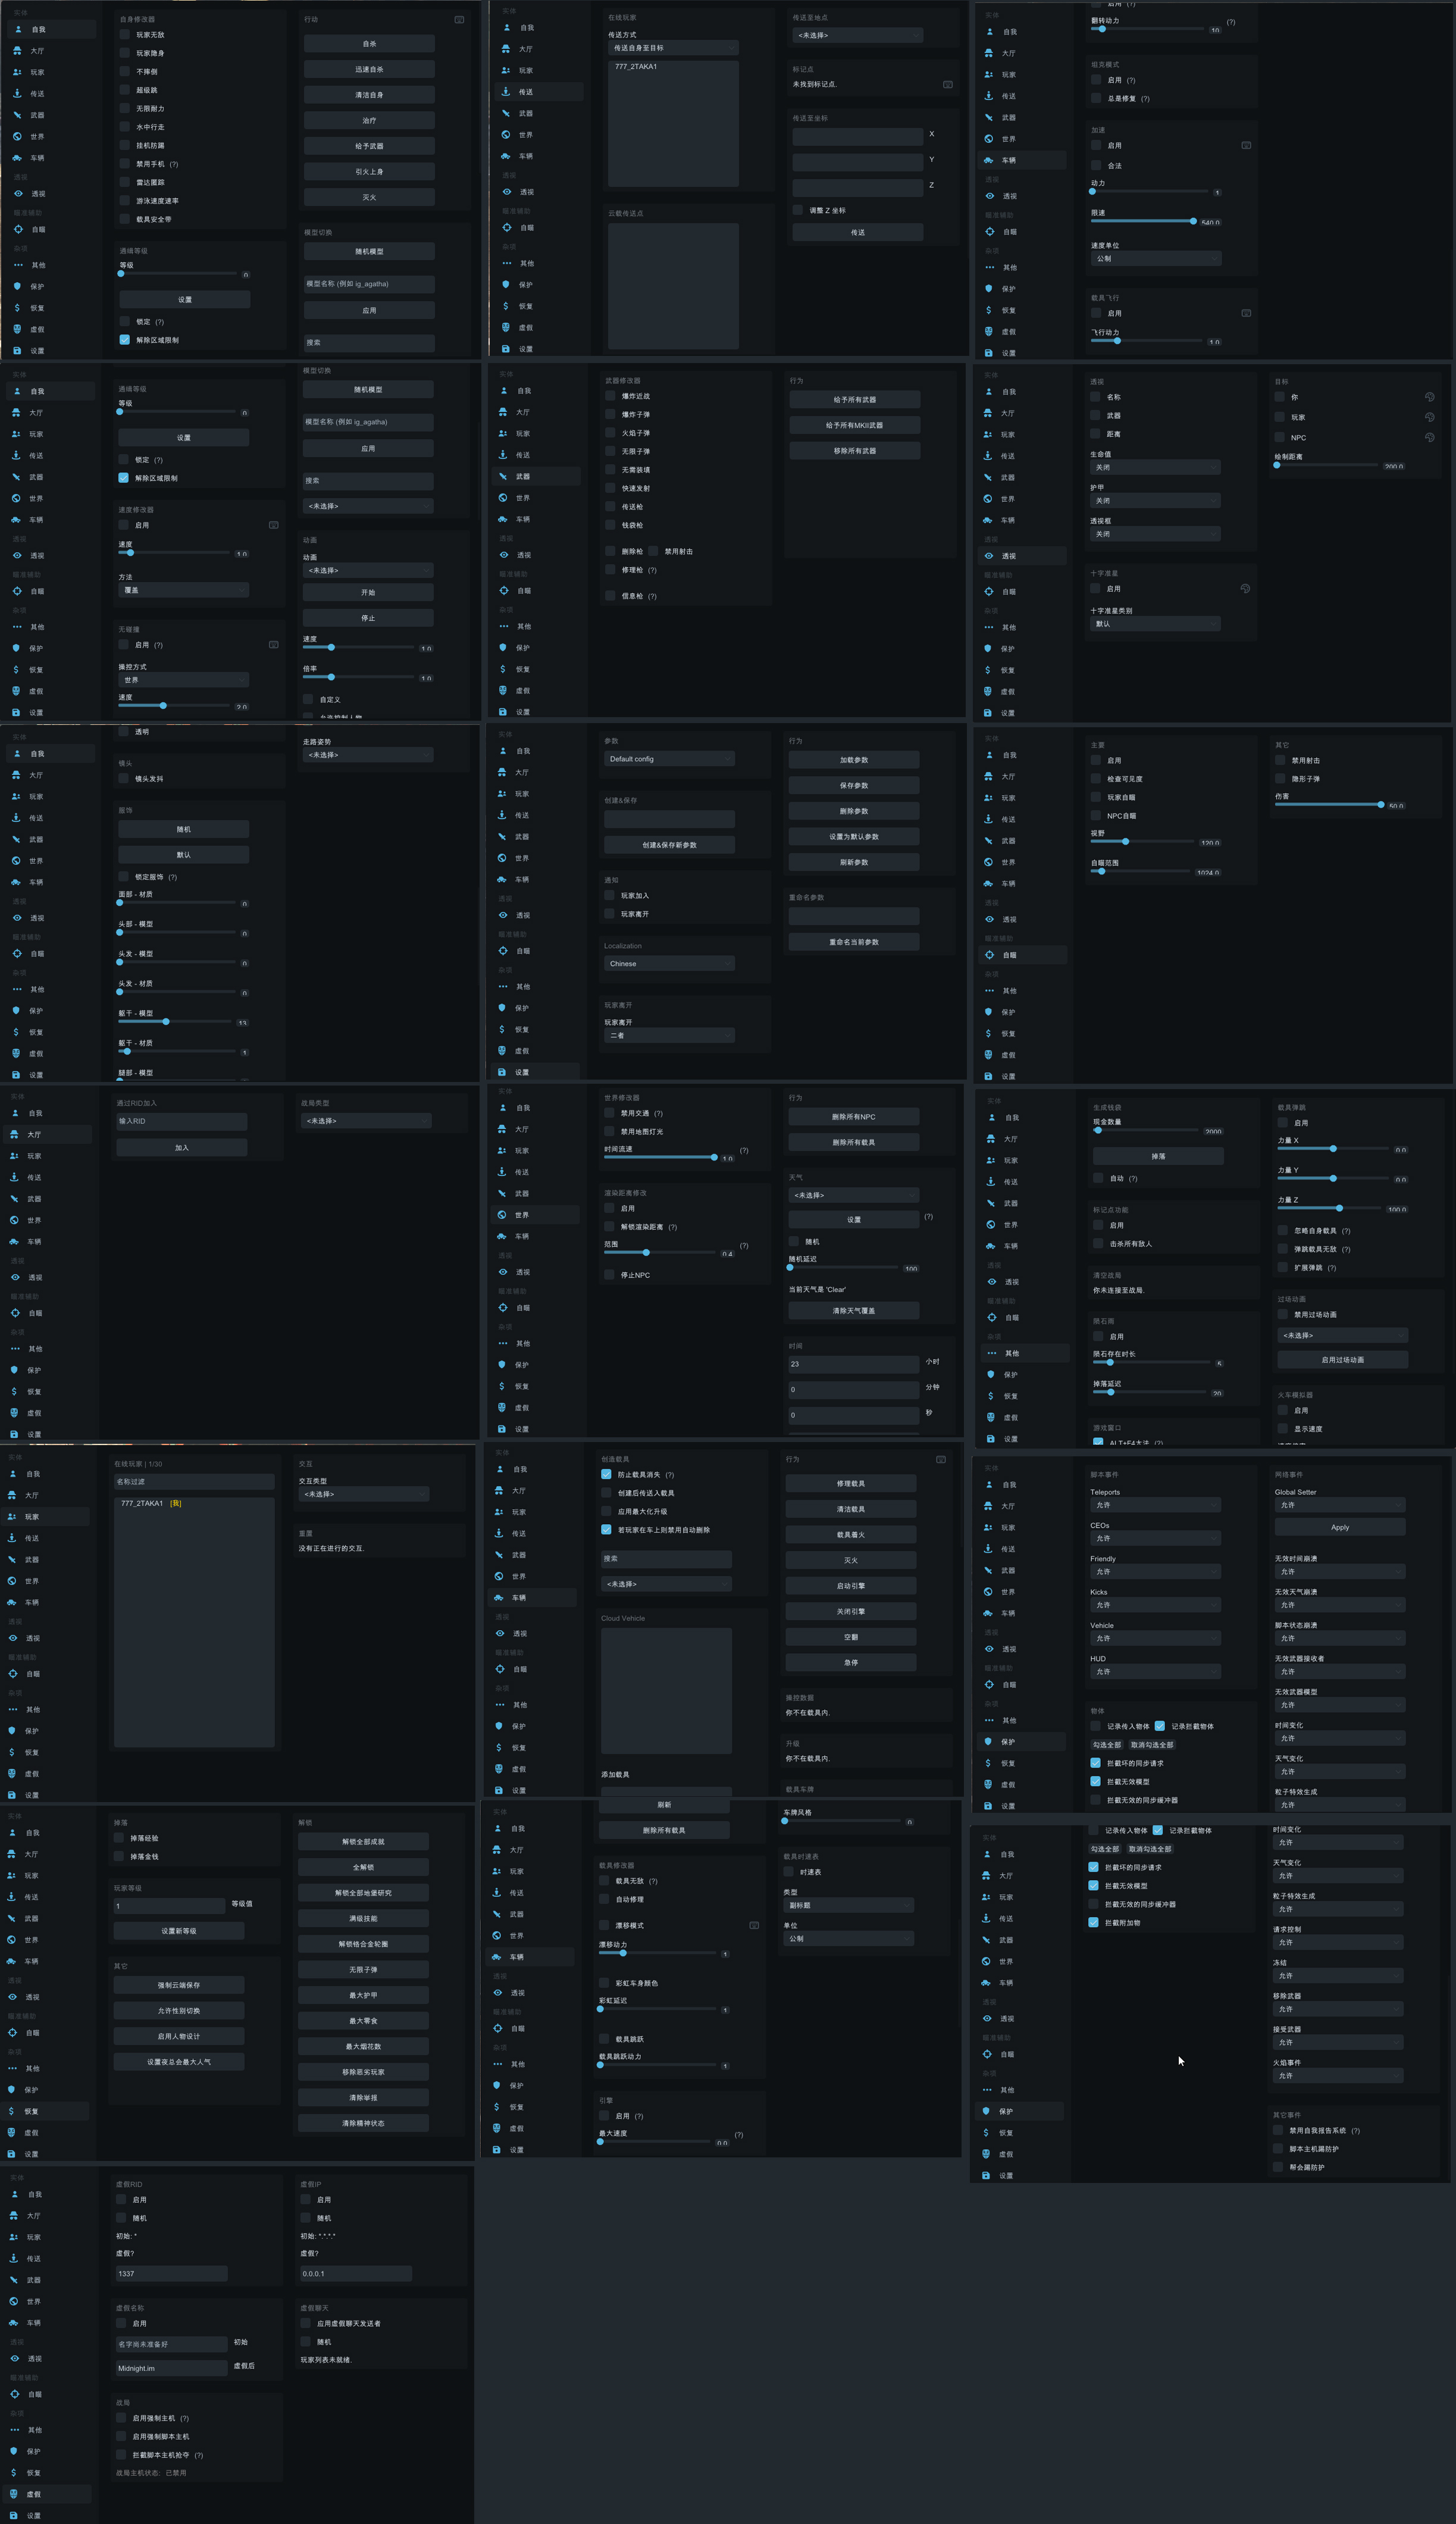 实体
自我
大厅
玩家
传送
武器
世界
车辆
透视
透视
瞄准辅助
自瞄
杂项
其他
保护
恢复
虚假
设置
自身修改器
玩家无敌
玩家隐身
不摔倒
超级跳
无限耐力
水中行走
挂机防踢
禁用手机 (?)
雷达匿踪
游泳速度速率
载具安全带
通缉等级
等级
0
设置
锁定 (?)
解除区域限制
行动
自杀
迅速自杀
清洁自身
治疗
给予武器
引火上身
灭火
模型切换
随机模型
模型名称 (例如 ig_agatha)
应用
搜索
在线玩家
传送方式
传送自身至目标
777_2TAKA1
云载传送点
传送至地点
<未选择>
标记点
未找到标记点.
传送至坐标
X
Y
Z
调整 Z 坐标
传送
翻转动力
(?)
10
坦克模式
启用 (?)
总是修复 (?)
加速
启用
合法
动力
1
限速
540.0
速度单位
公制
载具飞行
启用
飞行动力
1.0
通缉等级
等级
0
设置
锁定 (?)
解除区域限制
速度修改器
启用
速度
1.0
方法
覆盖
无碰撞
启用 (?)
操控方式
世界
速度
2.0
模型切换
随机模型
模型名称 (例如 ig_agatha)
应用
搜索
<未选择>
动画
动画
<未选择>
开始
停止
速度
1.0
倍率
1.0
自定义
武器修改器
爆炸近战
爆炸子弹
火焰子弹
无限子弹
无需装填
快速发射
传送枪
钱袋枪
删除枪
禁用射击
修理枪 (?)
信息枪 (?)
行为
给予所有武器
给予所有MKII武器
移除所有武器
透视
名称
武器
距离
生命值
关闭
护甲
关闭
透视框
关闭
十字准星
启用
十字准星类别
默认
目标
你
玩家
NPC
绘制距离
200.0
透明
镜头
镜头发抖
服饰
随机
默认
锁定服饰 (?)
面部 - 材质
0
头部 - 模型
0
头发 - 模型
0
头发 - 材质
0
躯干 - 模型
13
躯干 - 材质
1
腿部 - 模型
走路姿势
<未选择>
参数
Default config
创建&保存
创建&保存新参数
通知
玩家加入
玩家离开
Localization
Chinese
玩家离开
玩家离开
二者
行为
加载参数
保存参数
删除参数
设置为默认参数
刷新参数
重命名参数
重命名当前参数
主要
启用
检查可见度
玩家自瞄
NPC自瞄
视野
120.0
自瞄范围
1024.0
其它
禁用射击
隐形子弹
伤害
50.0
通过RID加入
输入RID
加入
战局类型
<未选择>
世界修改器
禁用交通 (?)
禁用地图灯光
时间流速
1.0
(?)
渲染距离修改
启用
解锁渲染距离 (?)
范围
0.4
(?)
停止NPC
行为
删除所有NPC
删除所有载具
天气
<未选择>
设置
(?)
随机
随机延迟
100
当前天气是 'Clear'
清除天气覆盖
时间
23
小时
0
分钟
0
秒
生成钱袋
现金数量
2000
掉落
自动 (?)
标记点功能
启用
击杀所有敌人
清空战局
你未连接至战局.
陨石雨
启用
陨石存在时长
5
掉落延迟
20
游戏窗口
ALT+F4方法 (?)
载具弹跳
启用
力量 X
0.0
力量 Y
0.0
力量 Z
100.0
忽略自身载具 (?)
弹跳载具无敌 (?)
扩展弹跳 (?)
过场动画
禁用过场动画
<未选择>
启用过场动画
火车模拟器
启用
显示速度
在线玩家 | 1/30
名称过滤
777_2TAKA1 [我]
交互
交互类型
<未选择>
重置
没有正在进行的交互.
创造载具
防止载具消失 (?)
创建后传送入载具
应用最大化升级
若玩家在车上则禁用自动删除
搜索
<未选择>
Cloud Vehicle
添加载具
行为
修理载具
清洁载具
载具着火
灭火
启动引擎
关闭引擎
空翻
急停
操控数据
你不在载具内.
升级
你不在载具内.
载具车牌
脚本事件
Teleports
允许
CEOs
允许
Friendly
允许
Kicks
允许
Vehicle
允许
HUD
允许
物体
记录传入物体
记录拦截物体
勾选全部
取消勾选全部
拦截坏的同步请求
拦截无效模型
拦截无效的同步缓冲器
网络事件
Global Setter
允许
Apply
无效时间崩溃
允许
无效天气崩溃
允许
脚本状态崩溃
允许
无效武器接收者
允许
无效武器模型
允许
时间变化
允许
天气变化
允许
粒子特效生成
允许
掉落
掉落经验
掉落金钱
玩家等级
1
等级值
设置新等级
其它
强制云端保存
允许性别切换
启用人物设计
设置夜总会最大人气
解锁
解锁全部成就
全解锁
解锁全部地堡研究
满级技能
解锁铬合金轮圈
无限子弹
最大护甲
最大零食
最大烟花数
移除恶劣玩家
清除举报
清除精神状态
刷新
删除所有载具
载具修改器
载具无敌 (?)
自动修理
漂移模式
漂移动力
1
彩虹车身颜色
彩虹延迟
1
载具跳跃
载具跳跃动力
1
引擎
启用 (?)
最大速度
0.0
(?)
车牌风格
0
载具时速表
时速表
类型
副标题
单位
公制
记录传入物体
记录拦截物体
勾选全部
取消勾选全部
拦截坏的同步请求
拦截无效模型
拦截无效的同步缓冲器
拦截附加物
时间变化
允许
天气变化
允许
粒子特效生成
允许
请求控制
允许
冻结
允许
移除武器
允许
接受武器
允许
火焰事件
允许
其它事件
禁用自我报告系统 (?)
脚本主机踢防护
帮会踢防护
虚假RID
启用
随机
初始: *
虚假?
1337
虚假名称
启用
名字尚未准备好
初始
Midnight.im
虚假后
战局
启用强制主机 (?)
启用强制脚本主机
拦截脚本主机抢夺 (?)
战局主机状态: 已禁用
虚假IP
启用
随机
初始: *.*.*.*
虚假?
0.0.0.1
虚假聊天
应用虚假聊天发送者
随机
玩家列表未就绪.